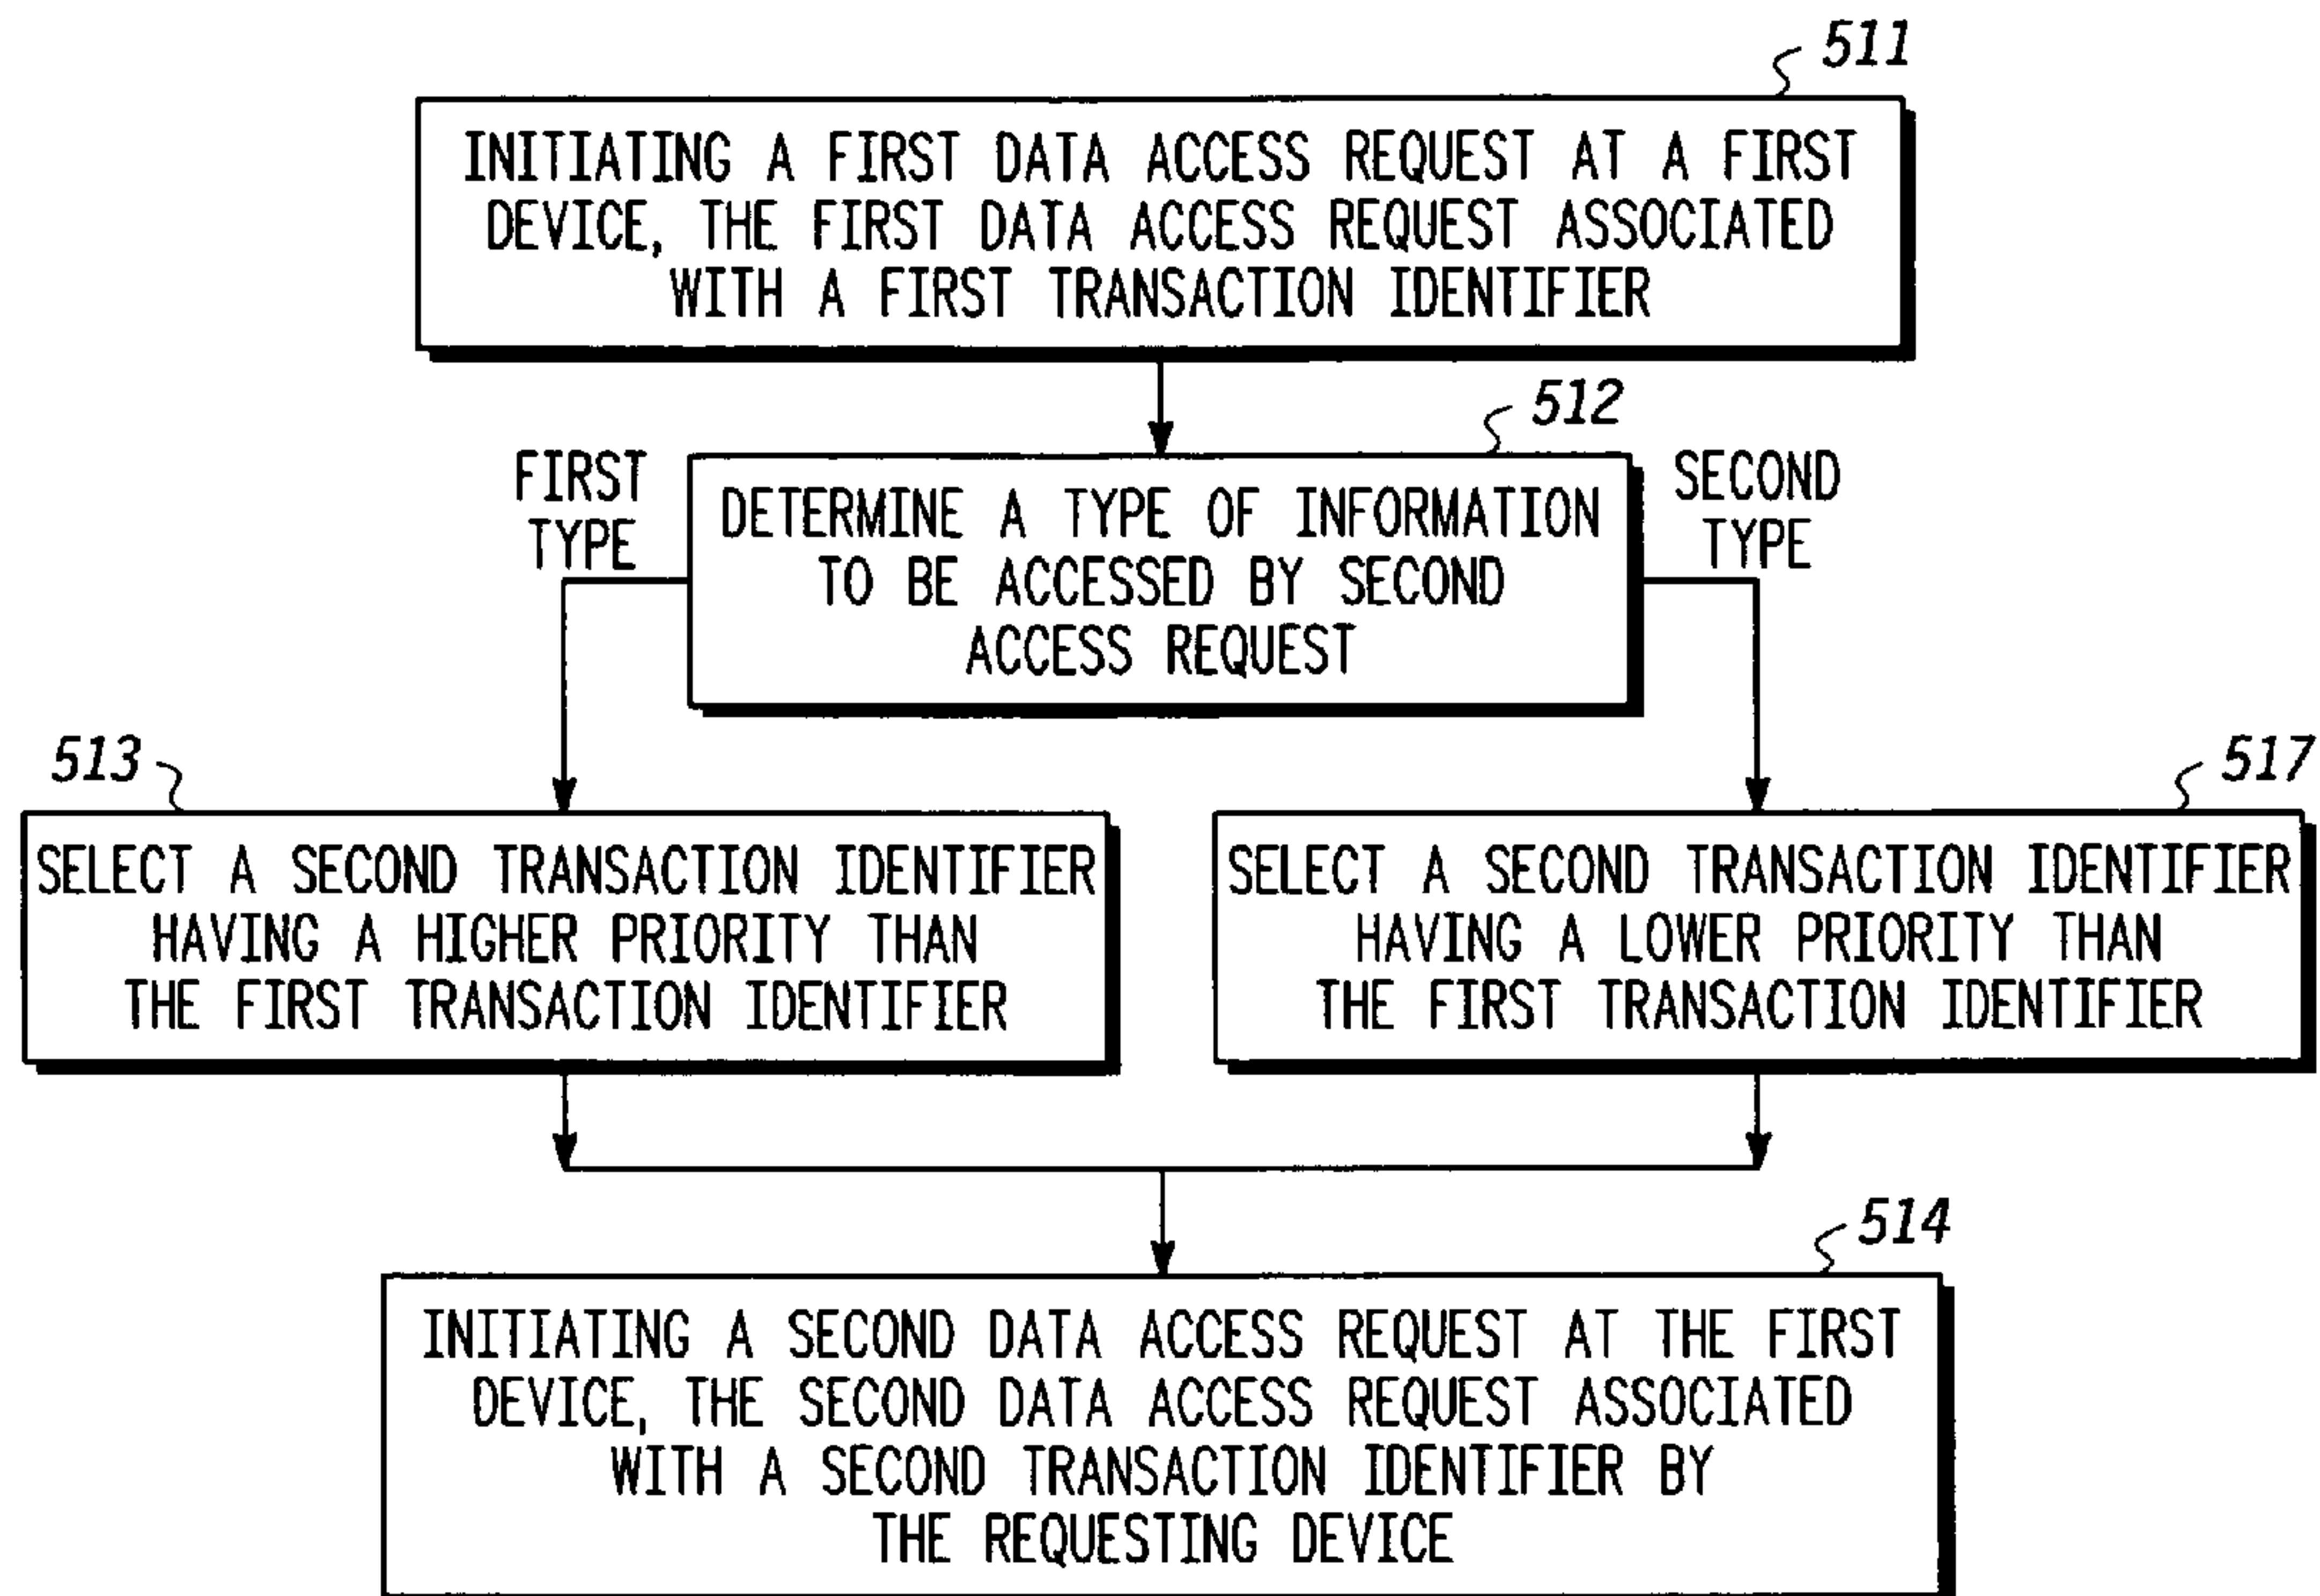 511
INITIATING A FIRST DATA ACCESS REQUEST AT A FIRST
DEVICE, THE FIRST DATA ACCESS REQUEST ASSOCIATED
WITH A FIRST TRANSACTION IDENTIFIER
512
FIRST
TYPE
DETERMINE A TYPE OF INFORMATION
TO BE ACCESSED BY SECOND
ACCESS REQUEST
SECOND
TYPE
513
SELECT A SECOND TRANSACTION IDENTIFIER
HAVING A HIGHER PRIORITY THAN
THE FIRST TRANSACTION IDENTIFIER
517
SELECT A SECOND TRANSACTION IDENTIFIER
HAVING A LOWER PRIORITY THAN
THE FIRST TRANSACTION IDENTIFIER
514
INITIATING A SECOND DATA ACCESS REQUEST AT THE FIRST
DEVICE, THE SECOND DATA ACCESS REQUEST ASSOCIATED
WITH A SECOND TRANSACTION IDENTIFIER BY
THE REQUESTING DEVICE